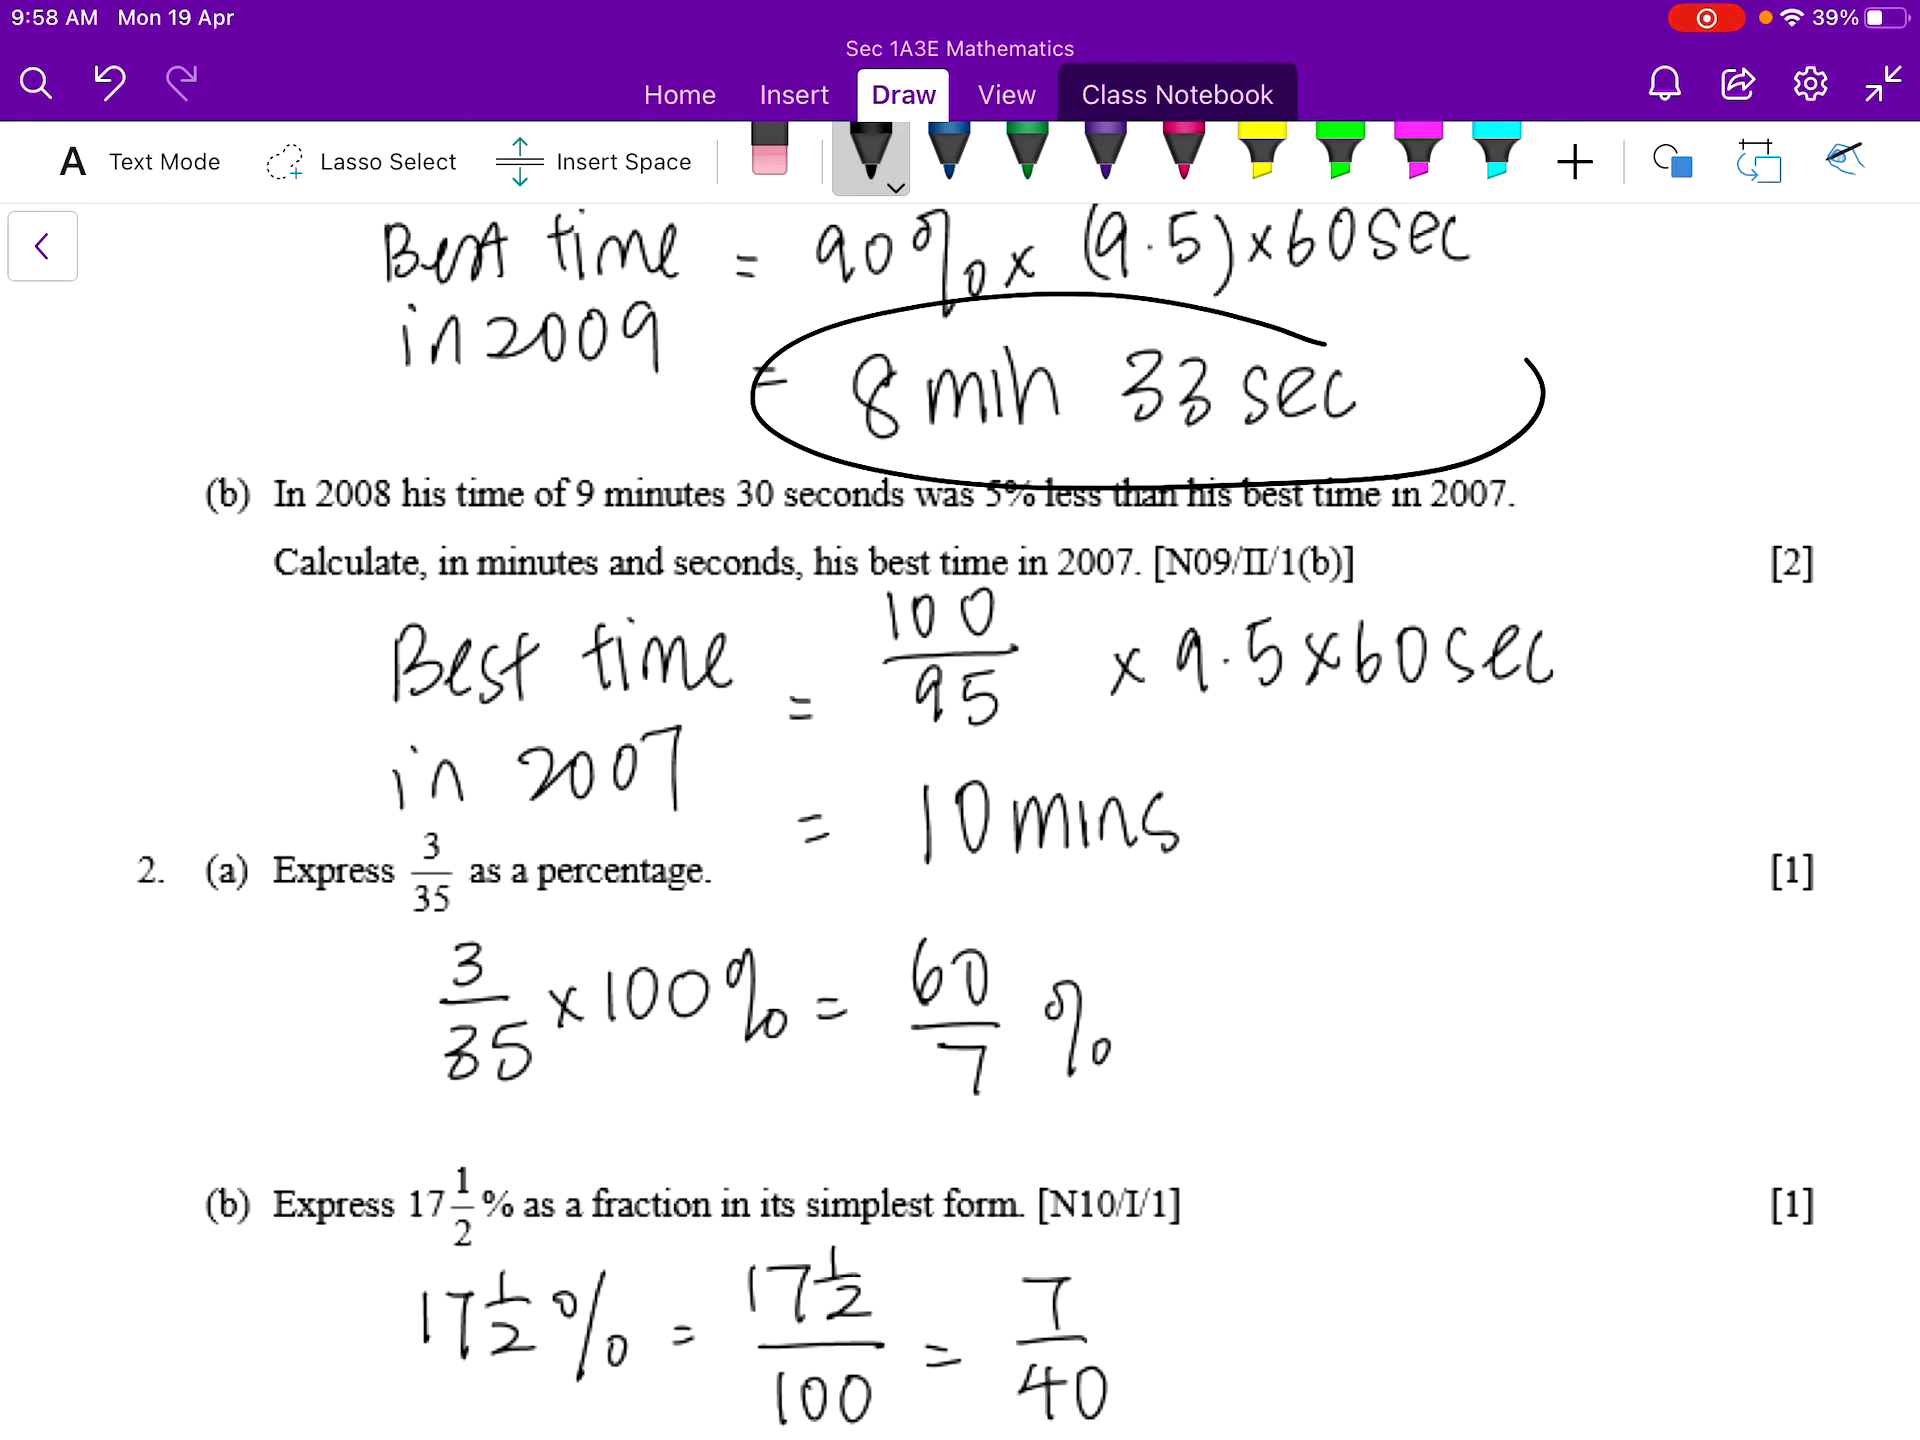 9:58 AM Mon 19 Apr 39%
Sec 1A3E Mathematics
Home Insert Draw View Class Notebook
A Text Mode Lasso Select Insert Space
Best time = 90% x (9.5) x 60 sec
in 2009
= 8 min 33 sec
(b) In 2008 his time of 9 minutes 30 seconds was 5% less than his best time in 2007.
Calculate, in minutes and seconds, his best time in 2007. [N09/II/1(b)] [2]
Best time = 100/95 x 9.5 x 60 sec
in 2007
= 10 mins
2. (a) Express 3/35 as a percentage. [1]
3/35 x 100% = 60/7 %
(b) Express 17 1/2 % as a fraction in its simplest form. [N10/I/1] [1]
17 1/2 % = 17 1/2 / 100 = 7/40